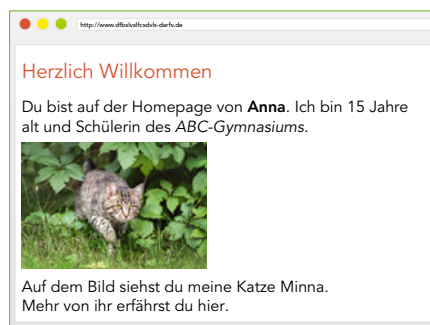 http://www.dfbslvslfcsdvls-darfv.de
Herzlich Willkommen
Du bist auf der Homepage von Anna. Ich bin 15 Jahre
alt und Schülerin des ABC-Gymnasiums.
Auf dem Bild siehst du meine Katze Minna.
Mehr von ihr erfährst du hier.